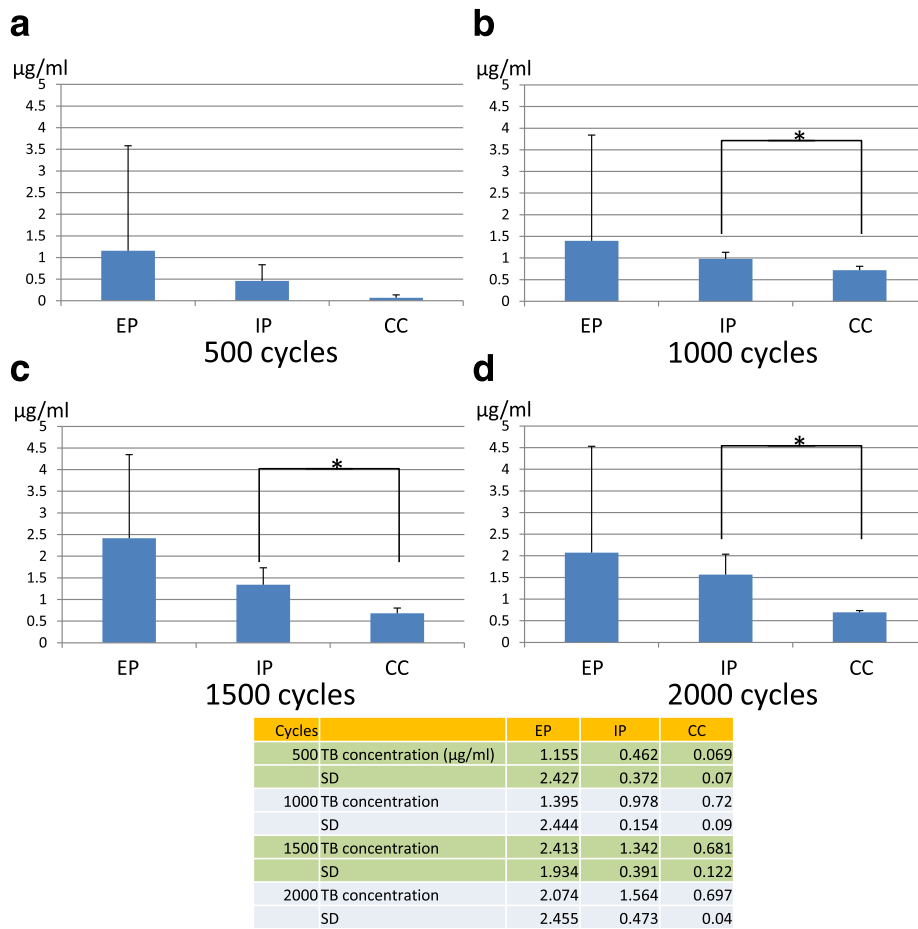 a
µg/ml
5
4.5
4
3.5
3
2.5
2
1.5
1
0.5
0
EP IP CC
500 cycles
b
µg/ml
5
4.5
4
3.5
3
2.5
2
1.5
1
0.5
0
*
EP IP CC
1000 cycles
c
µg/ml
5
4.5
4
3.5
3
2.5
2
1.5
1
0.5
0
*
EP IP CC
1500 cycles
d
µg/ml
5
4.5
4
3.5
3
2.5
2
1.5
1
0.5
0
*
EP IP CC
2000 cycles
Cycles EP IP CC
500 TB concentration (µg/ml) 1.155 0.462 0.069
SD 2.427 0.372 0.07
1000 TB concentration 1.395 0.978 0.72
SD 2.444 0.154 0.09
1500 TB concentration 2.413 1.342 0.681
SD 1.934 0.391 0.122
2000 TB concentration 2.074 1.564 0.697
SD 2.455 0.473 0.04